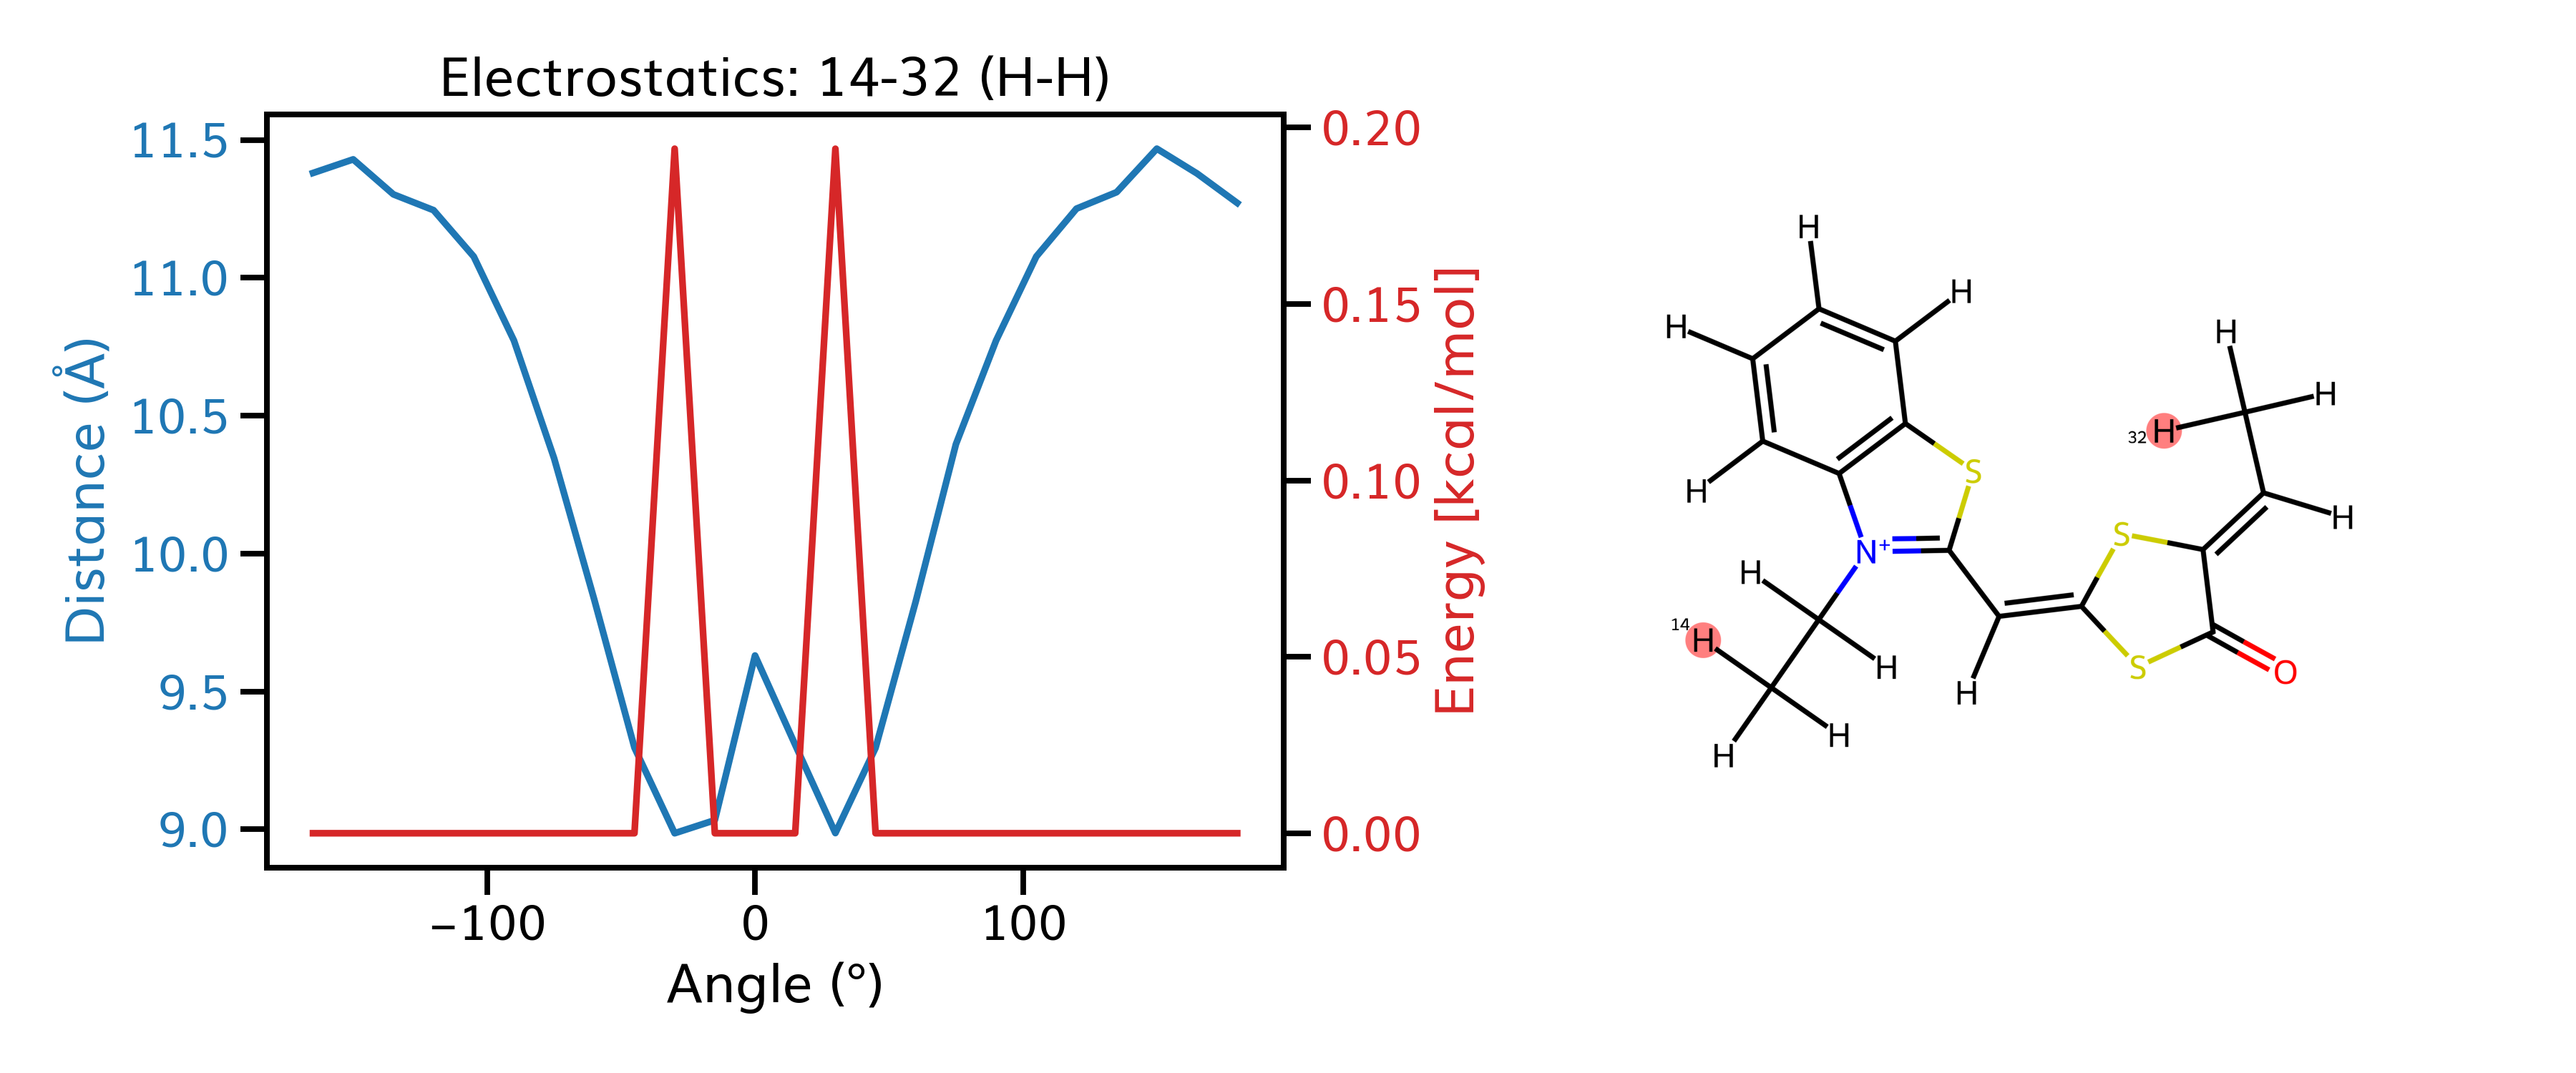 Electrostatics: 14-32 (H-H)
11.5
11.0
10.5
10.0
9.5
9.0
Distance (Å)
0.20
0.15
0.10
0.05
0.00
Energy [kcal/mol]
−100
0
100
Angle (°)
H
H
H
H
H
H
32
H
H
S
H
S
N+
H
14
H
H
S
O
H
H
H